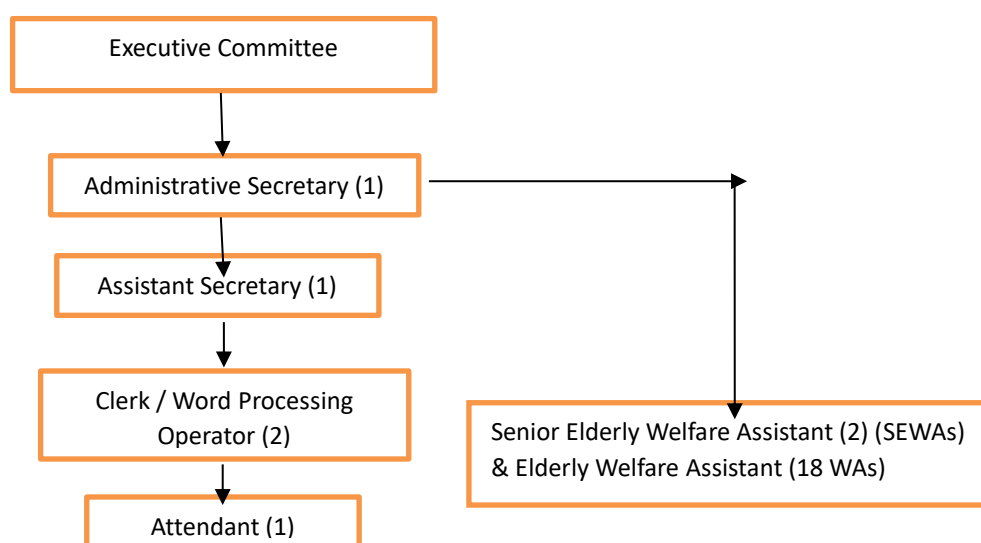 Executive Committee
Administrative Secretary (1)
Assistant Secretary (1)
Clerk / Word Processing
Operator (2)
Senior Elderly Welfare Assistant (2) (SEWAs)
& Elderly Welfare Assistant (18 WAs)
Attendant (1)